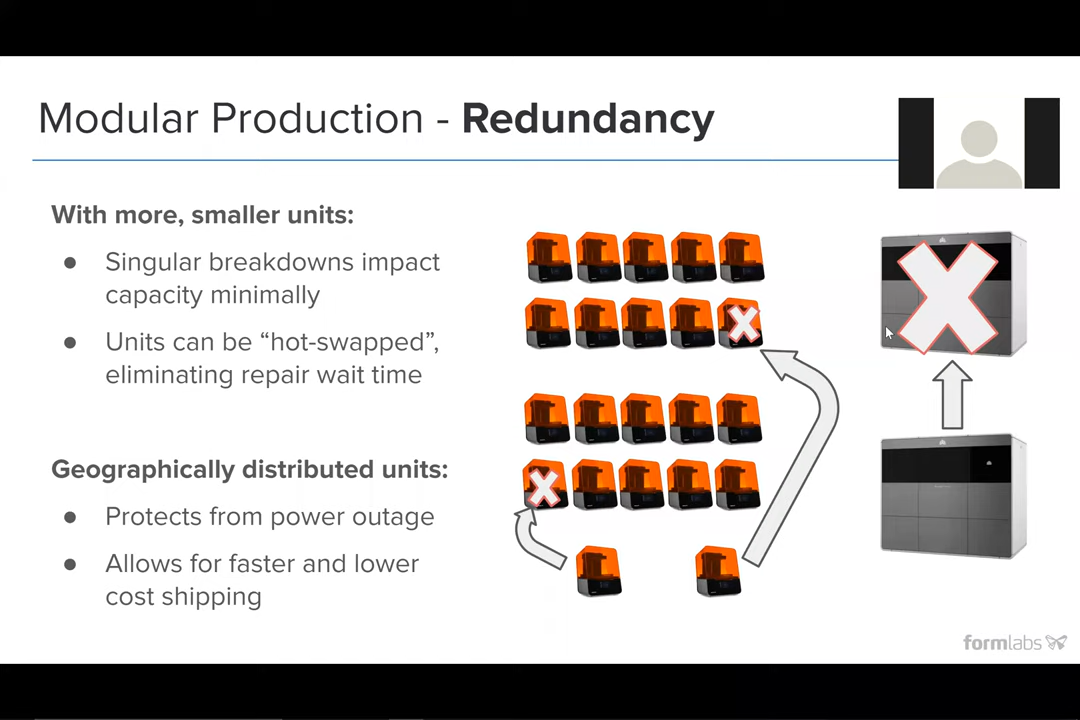 Modular Production - Redundancy
With more, smaller units:
● Singular breakdowns impact
capacity minimally
● Units can be “hot-swapped”,
eliminating repair wait time
Geographically distributed units:
● Protects from power outage
● Allows for faster and lower
cost shipping
formlabs